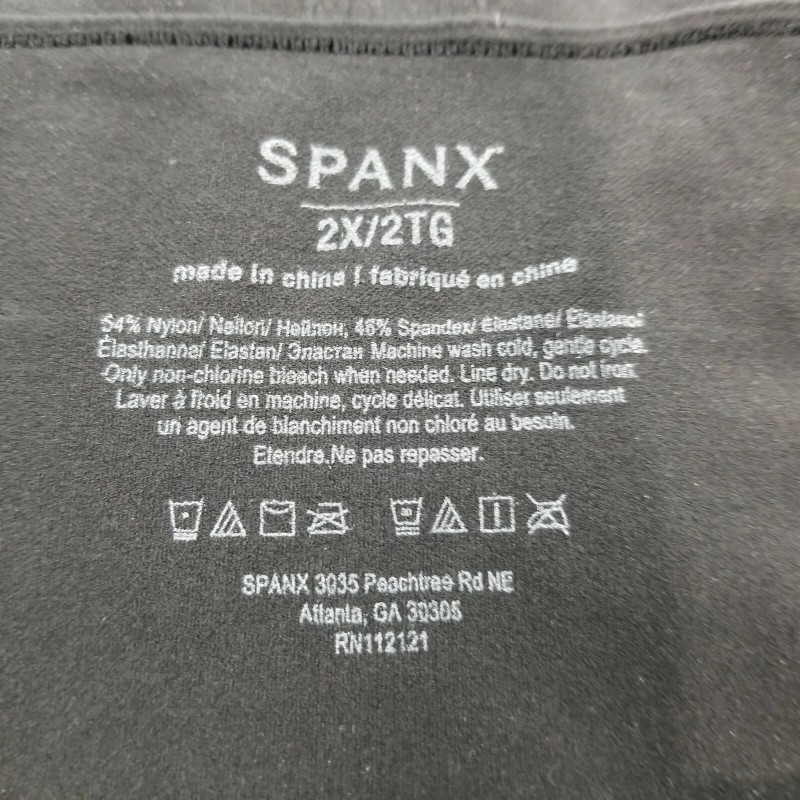 SPANX
2X/2TG
made in china / fabriqué en chine
54% Nylon/ Nailon/ Нейлон, 46% Spandex/ Elastane/ Elastano/
Élasthanne/ Elastan/ Эластан Machine wash cold, gentle cycle.
Only non-chlorine bleach when needed. Line dry. Do not iron.
Laver à froid en machine, cycle délicat. Utiliser seulement
un agent de blanchiment non chloré au besoin.
Etendre.Ne pas repasser.
SPANX 3035 Peachtree Rd NE
Atlanta, GA 30305
RN112121